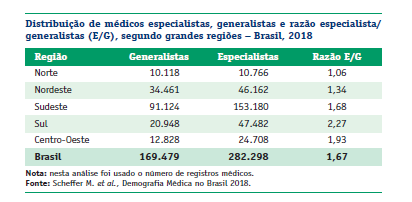 Distribuição de médicos especialistas, generalistas e razão especialista/
generalistas (E/G), segundo grandes regiões – Brasil, 2018
Região Generalistas Especialistas Razão E/G
Norte 10.118 10.766 1,06
Nordeste 34.461 46.162 1,34
Sudeste 91.124 153.180 1,68
Sul 20.948 47.482 2,27
Centro-Oeste 12.828 24.708 1,93
Brasil 169.479 282.298 1,67
Nota: nesta análise foi usado o número de registros médicos.
Fonte: Scheffer M. et al., Demografia Médica no Brasil 2018.